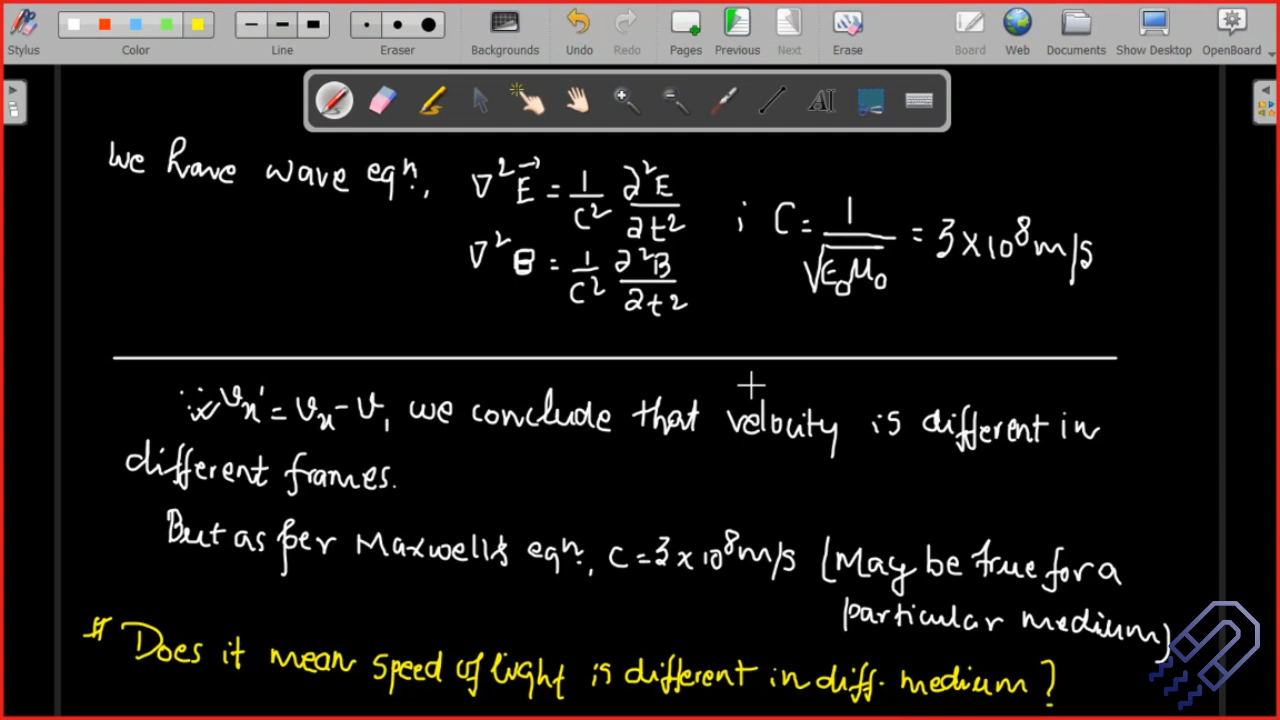 Stylus Color Line Eraser Backgrounds Undo Redo Pages Previous Next Erase Board Web Documents Show Desktop OpenBoard
We have wave eqn., ∇²E⃗ = 1/C² ∂²E/∂t² ; C = 1/√(ε₀μ₀) = 3×10⁸ m/s
∇²B = 1/C² ∂²B/∂t²
∵ vx' = vx - v, we conclude that velocity is different in
different frames.
But as per Maxwell's eqn., C = 3×10⁸ m/s (May be true for a
particular medium)
# Does it mean speed of light is different in diff. medium?